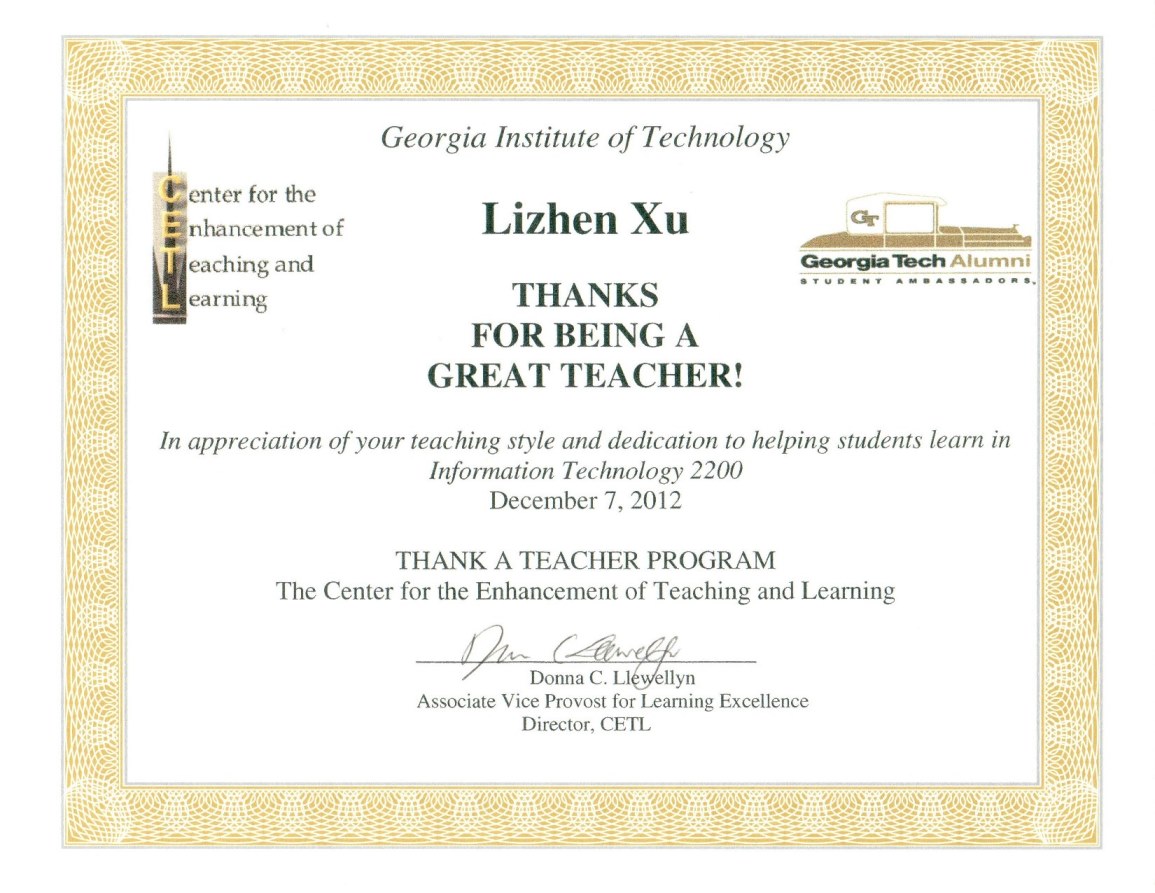 Georgia Institute of Technology
Center for the
Enhancement of
Teaching and
Learning
Lizhen Xu
GT
Georgia Tech Alumni
STUDENT AMBASSADORS
THANKS
FOR BEING A
GREAT TEACHER!
In appreciation of your teaching style and dedication to helping students learn in
Information Technology 2200
December 7, 2012
THANK A TEACHER PROGRAM
The Center for the Enhancement of Teaching and Learning
Donna C. Llewellyn
Donna C. Llewellyn
Associate Vice Provost for Learning Excellence
Director, CETL